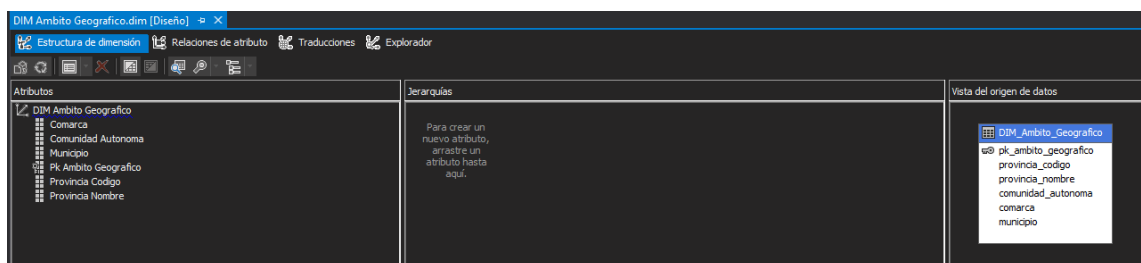 DIM Ambito Geografico.dim [Diseño]
Estructura de dimensión Relaciones de atributo Traducciones Explorador
Atributos
DIM Ambito Geografico
Comarca
Comunidad Autonoma
Municipio
Pk Ambito Geografico
Provincia Codigo
Provincia Nombre
Jerarquías
Para crear un
nuevo atributo,
arrastre un
atributo hasta
aquí.
Vista del origen de datos
DIM_Ambito_Geografico
pk_ambito_geografico
provincia_codigo
provincia_nombre
comunidad_autonoma
comarca
municipio